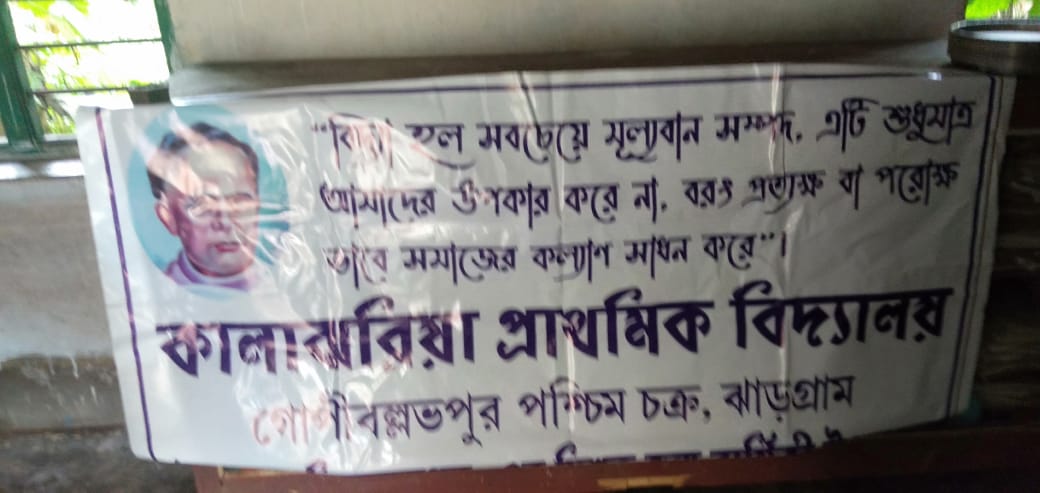 "বিদ্যা হল সবচেয়ে মূল্যবান সম্পদ, এটি শুধুমাত্র
আমাদের উপকার করে না, বরং প্রত্যক্ষ বা পরোক্ষ
ভাবে সমাজের কল্যাণ সাধন করে"।
কালাঝরিয়া প্রাথমিক বিদ্যালয়
গোপীবল্লভপুর পশ্চিম চক্র, ঝাড়গ্রাম